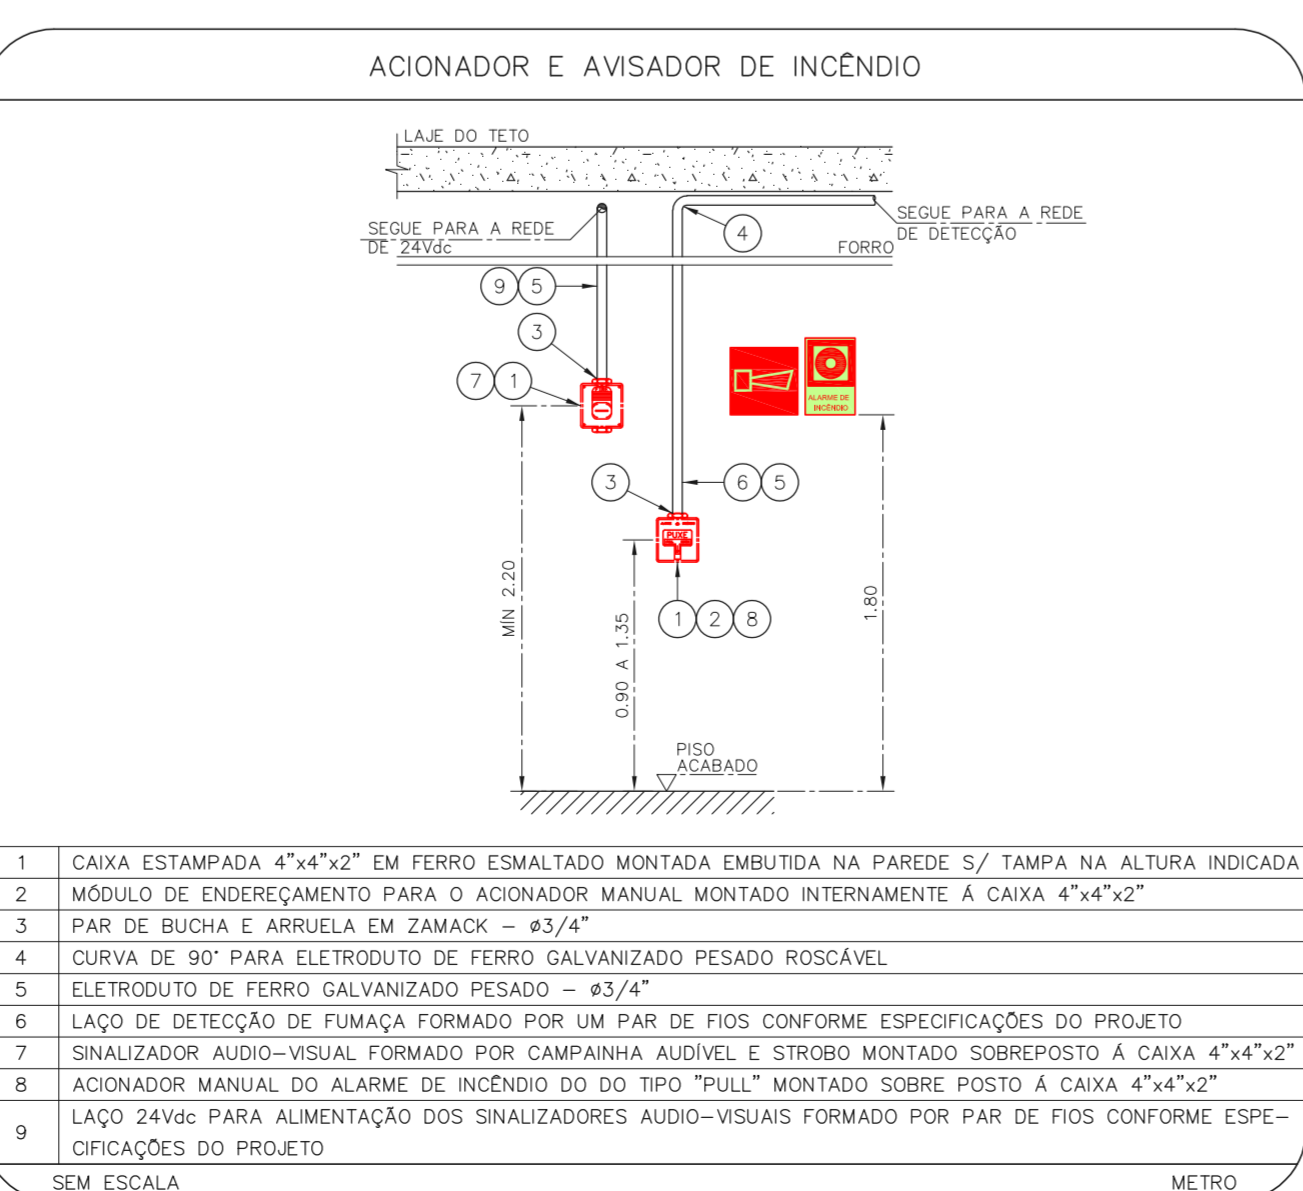 ACIONADOR E AVISADOR DE INCÊNDIO
LAJE DO TETO
SEGUE PARA A REDE
DE 24Vdc
SEGUE PARA A REDE
DE DETECÇÃO
4
FORRO
9 5
3
7 1
ALARME DE
INCÊNDIO
3
6 5
PUXE
MÍN 2.20
0.90 A 1.35
1.80
1 2 8
PISO
ACABADO
1 CAIXA ESTAMPADA 4"x4"x2" EM FERRO ESMALTADO MONTADA EMBUTIDA NA PAREDE S/ TAMPA NA ALTURA INDICADA
2 MÓDULO DE ENDEREÇAMENTO PARA O ACIONADOR MANUAL MONTADO INTERNAMENTE Á CAIXA 4"x4"x2"
3 PAR DE BUCHA E ARRUELA EM ZAMACK – ø3/4"
4 CURVA DE 90° PARA ELETRODUTO DE FERRO GALVANIZADO PESADO ROSCÁVEL
5 ELETRODUTO DE FERRO GALVANIZADO PESADO – ø3/4"
6 LAÇO DE DETECÇÃO DE FUMAÇA FORMADO POR UM PAR DE FIOS CONFORME ESPECIFICAÇÕES DO PROJETO
7 SINALIZADOR AUDIO–VISUAL FORMADO POR CAMPAINHA AUDÍVEL E STROBO MONTADO SOBREPOSTO Á CAIXA 4"x4"x2"
8 ACIONADOR MANUAL DO ALARME DE INCÊNDIO DO DO TIPO "PULL" MONTADO SOBRE POSTO Á CAIXA 4"x4"x2"
9 LAÇO 24Vdc PARA ALIMENTAÇÃO DOS SINALIZADORES AUDIO–VISUAIS FORMADO POR PAR DE FIOS CONFORME ESPE–
CIFICAÇÕES DO PROJETO
SEM ESCALA
METRO